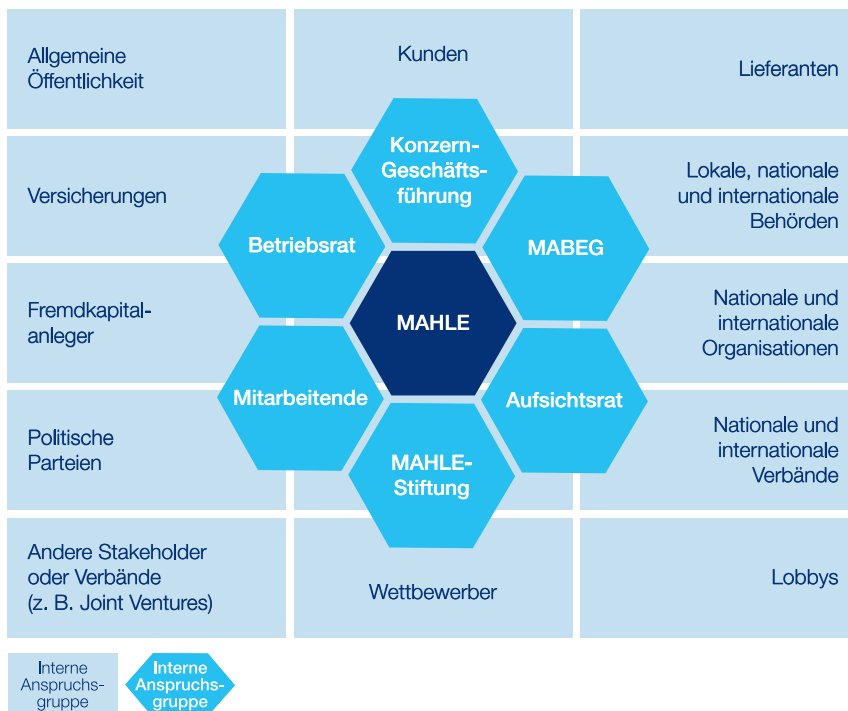 Allgemeine
Öffentlichkeit
Kunden
Lieferanten
Konzern-
Geschäfts-
führung
Versicherungen
Lokale, nationale
und internationale
Behörden
Betriebsrat
MABEG
Fremdkapital-
anleger
MAHLE
Nationale und
internationale
Organisationen
Mitarbeitende
Aufsichtsrat
Politische
Parteien
MAHLE-
Stiftung
Nationale und
internationale
Verbände
Andere Stakeholder
oder Verbände
(z. B. Joint Ventures)
Wettbewerber
Lobbys
Interne
Anspruchs-
gruppe
Interne
Anspruchs-
gruppe